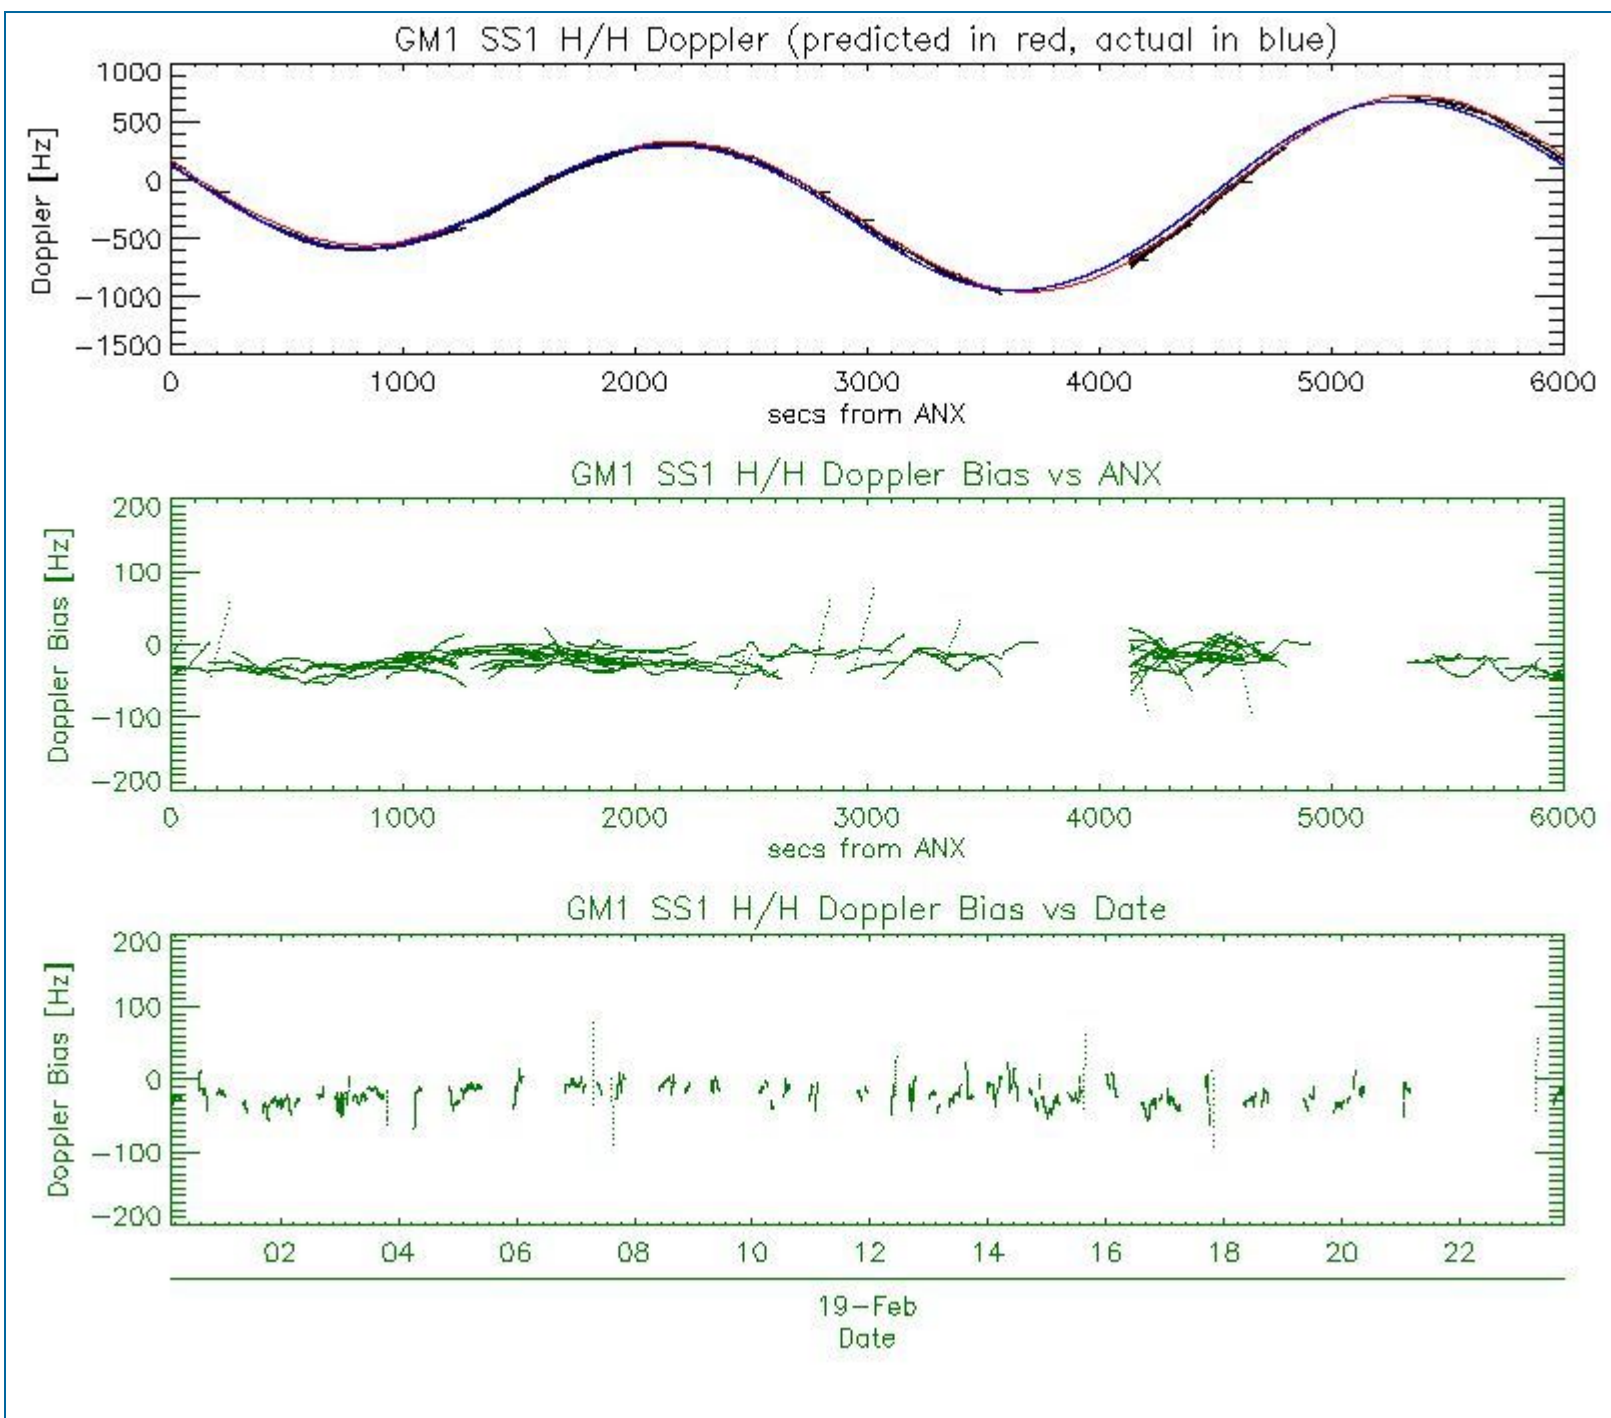 GM1 SS1 H/H Doppler (predicted in red, actual in blue)
Doppler [Hz]
1000
500
0
−500
−1000
−1500
0 1000 2000 3000 4000 5000 6000
secs from ANX
GM1 SS1 H/H Doppler Bias vs ANX
Doppler Bias [Hz]
200
100
0
−100
−200
0 1000 2000 3000 4000 5000 6000
secs from ANX
GM1 SS1 H/H Doppler Bias vs Date
Doppler Bias [Hz]
200
100
0
−100
−200
02 04 06 08 10 12 14 16 18 20 22
19−Feb
Date